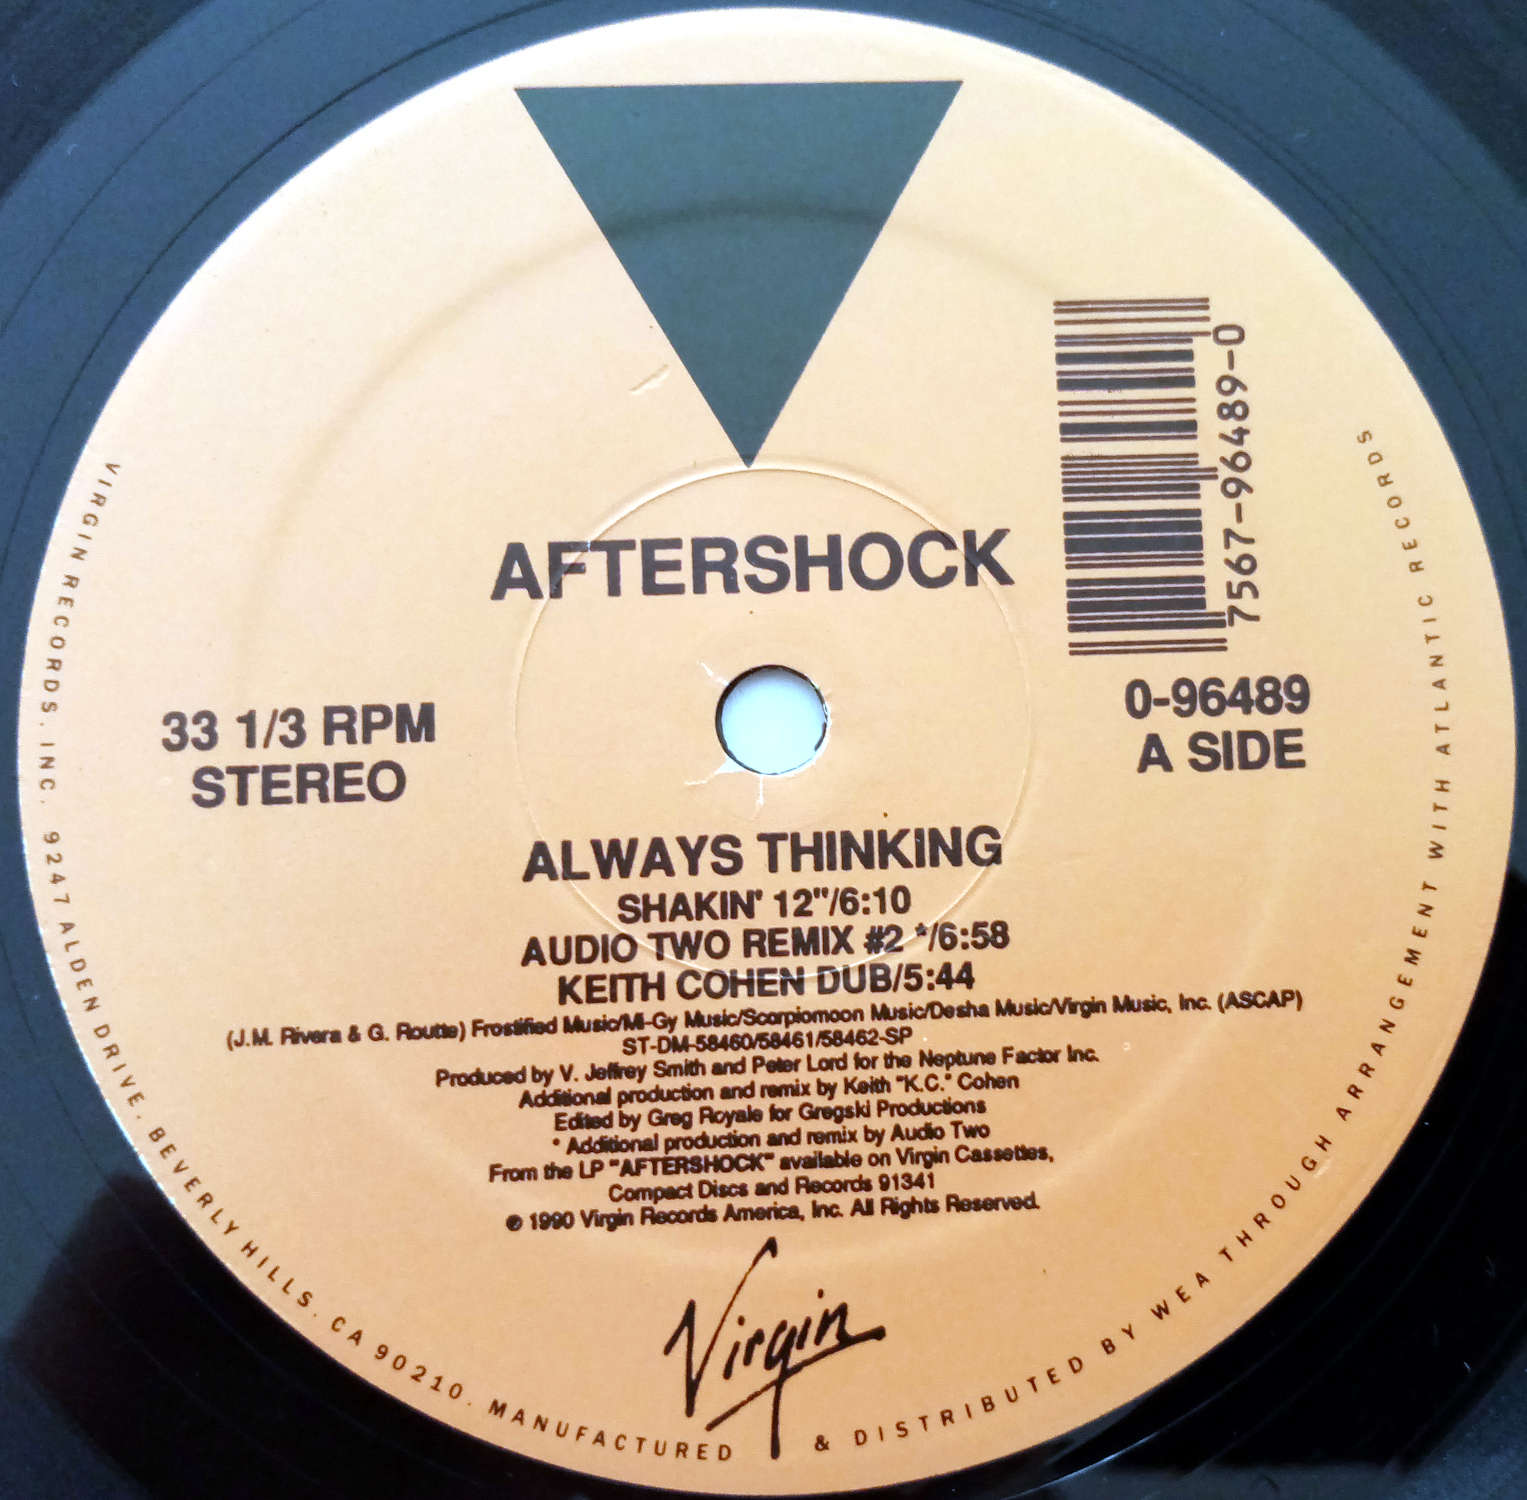 AFTERSHOCK
7567-96489-0
33 1/3 RPM
STEREO
0-96489
A SIDE
ALWAYS THINKING
SHAKIN' 12"/6:10
AUDIO TWO REMIX #2 */6:58
KEITH COHEN DUB/5:44
(J.M. Rivera & G. Routte) Frostified Music/Mi-Gy Music/Scorpiomoon Music/Desha Music/Virgin Music, Inc. (ASCAP)
ST-DM-58460/58461/58462-SP
Produced by V. Jeffrey Smith and Peter Lord for the Neptune Factor Inc.
Additional production and remix by Keith "K.C." Cohen
Edited by Greg Royale for Gregski Productions
* Additional production and remix by Audio Two
From the LP "AFTERSHOCK" available on Virgin Cassettes,
Compact Discs and Records 91341
℗ 1990 Virgin Records America, Inc. All Rights Reserved.
Virgin
VIRGIN RECORDS, INC. 9247 ALDEN DRIVE, BEVERLY HILLS, CA 90210. MANUFACTURED & DISTRIBUTED BY WEA THROUGH ARRANGEMENT WITH ATLANTIC RECORDS